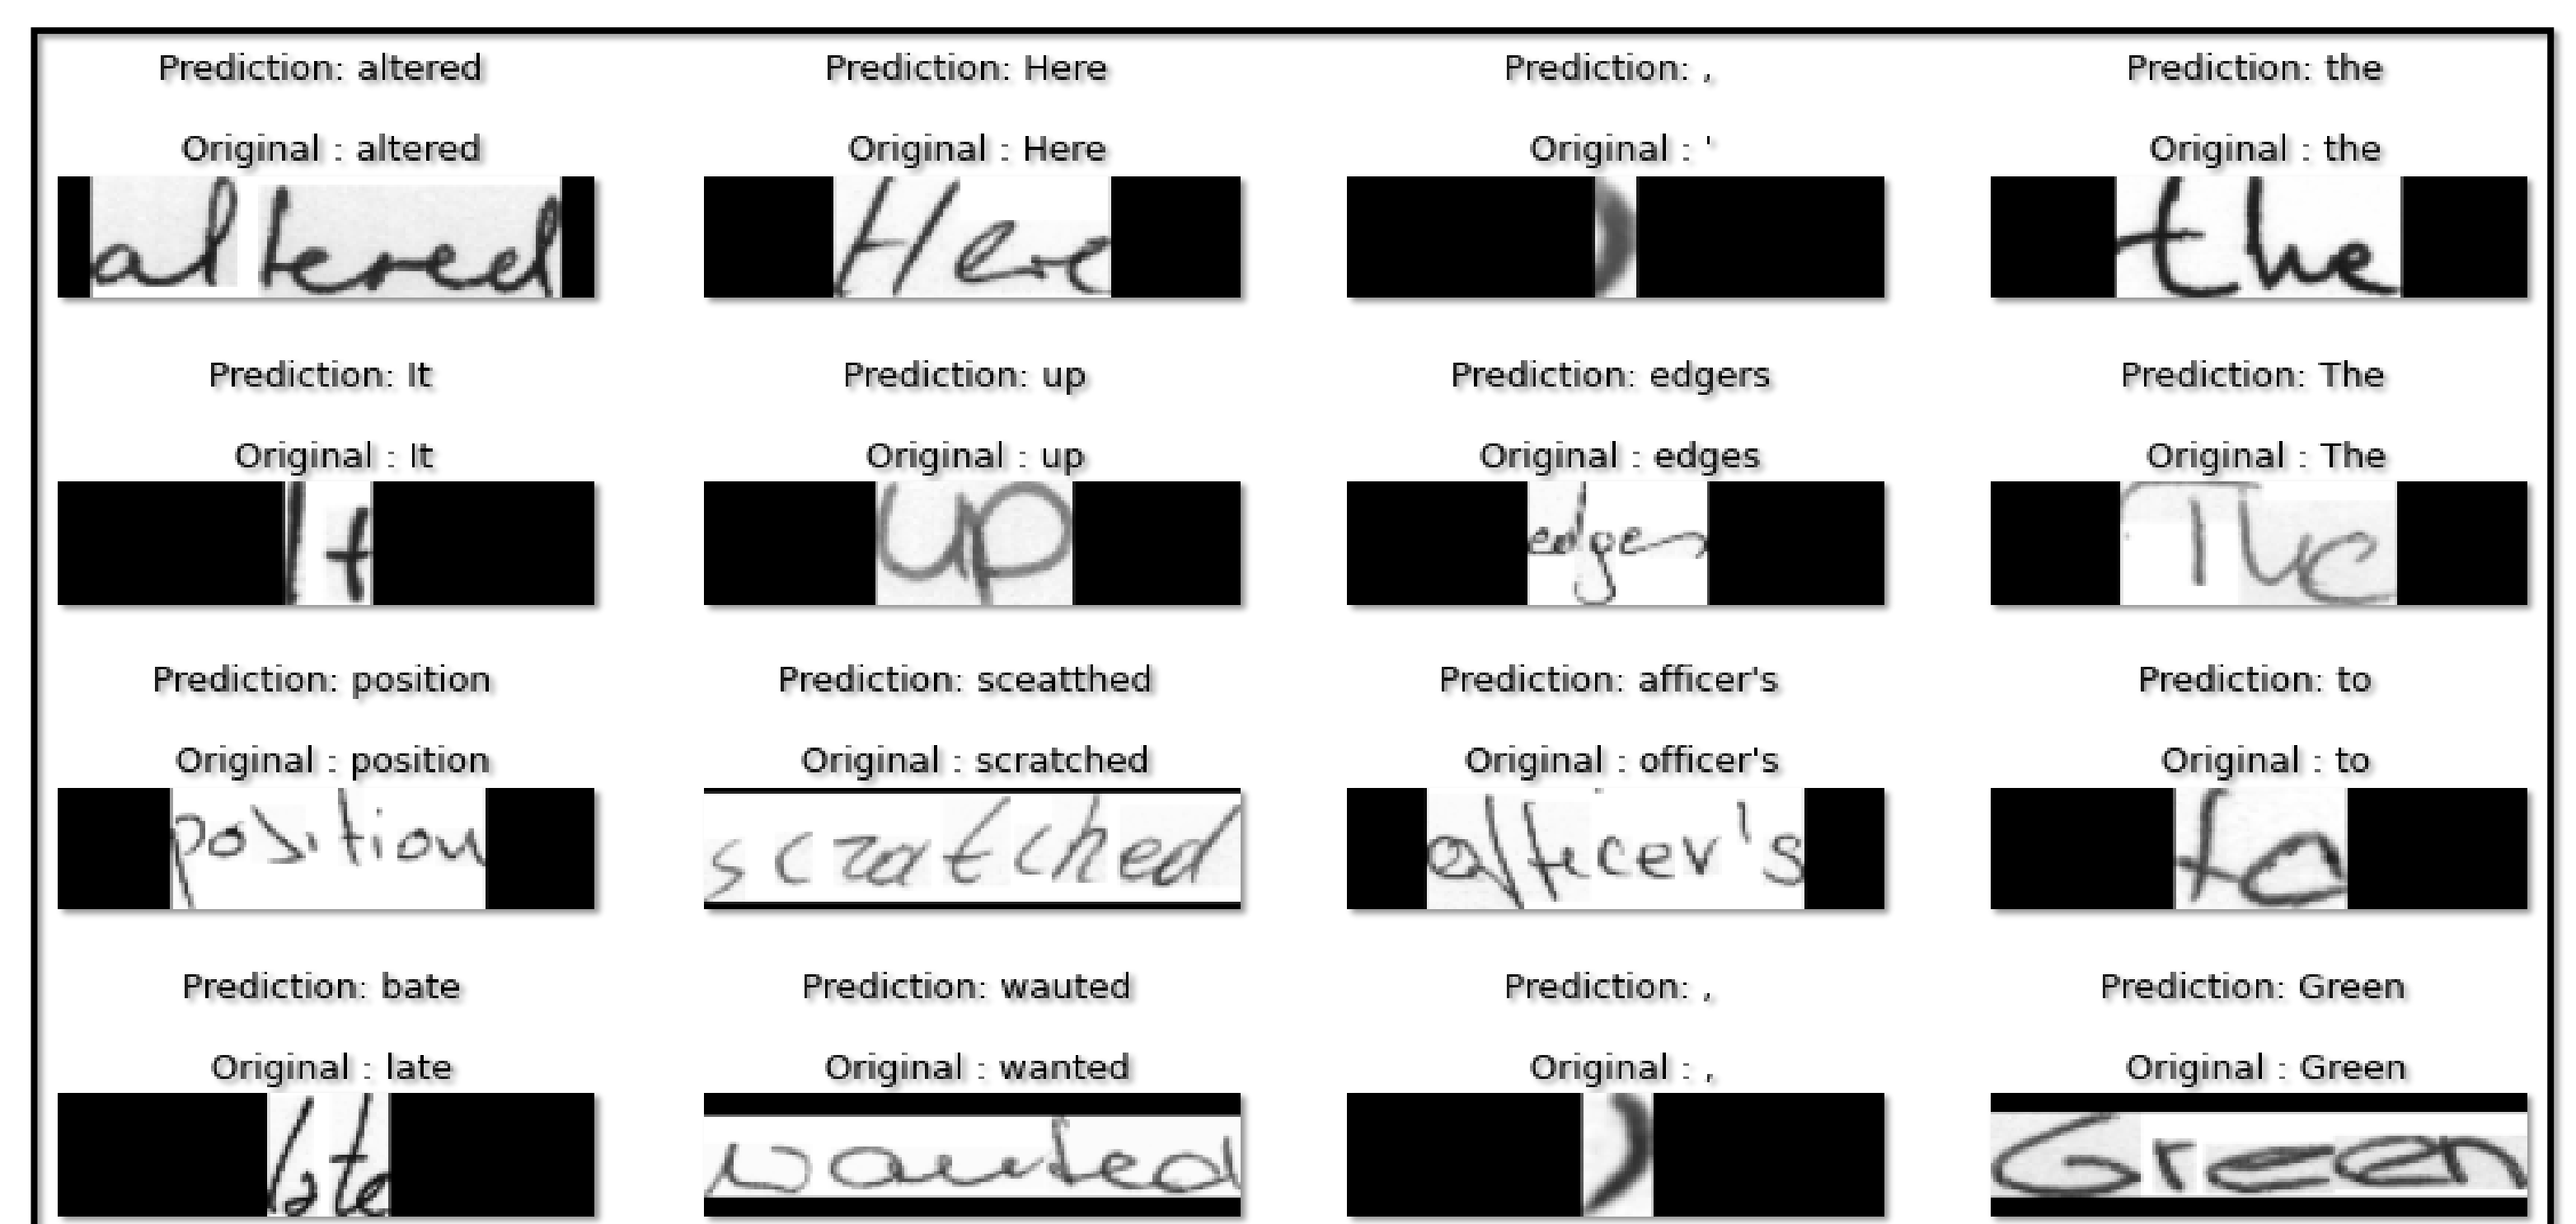 Prediction: altered Prediction: Here Prediction: , Prediction: the
Original : altered Original : Here Original : ' Original : the
altered Here ) the
Prediction: It Prediction: up Prediction: edgers Prediction: The
Original : It Original : up Original : edges Original : The
It up edges The
Prediction: position Prediction: sceatthed Prediction: afficer's Prediction: to
Original : position Original : scratched Original : officer's Original : to
position scratched officer's to
Prediction: bate Prediction: wauted Prediction: , Prediction: Green
Original : late Original : wanted Original : , Original : Green
late wanted , Green